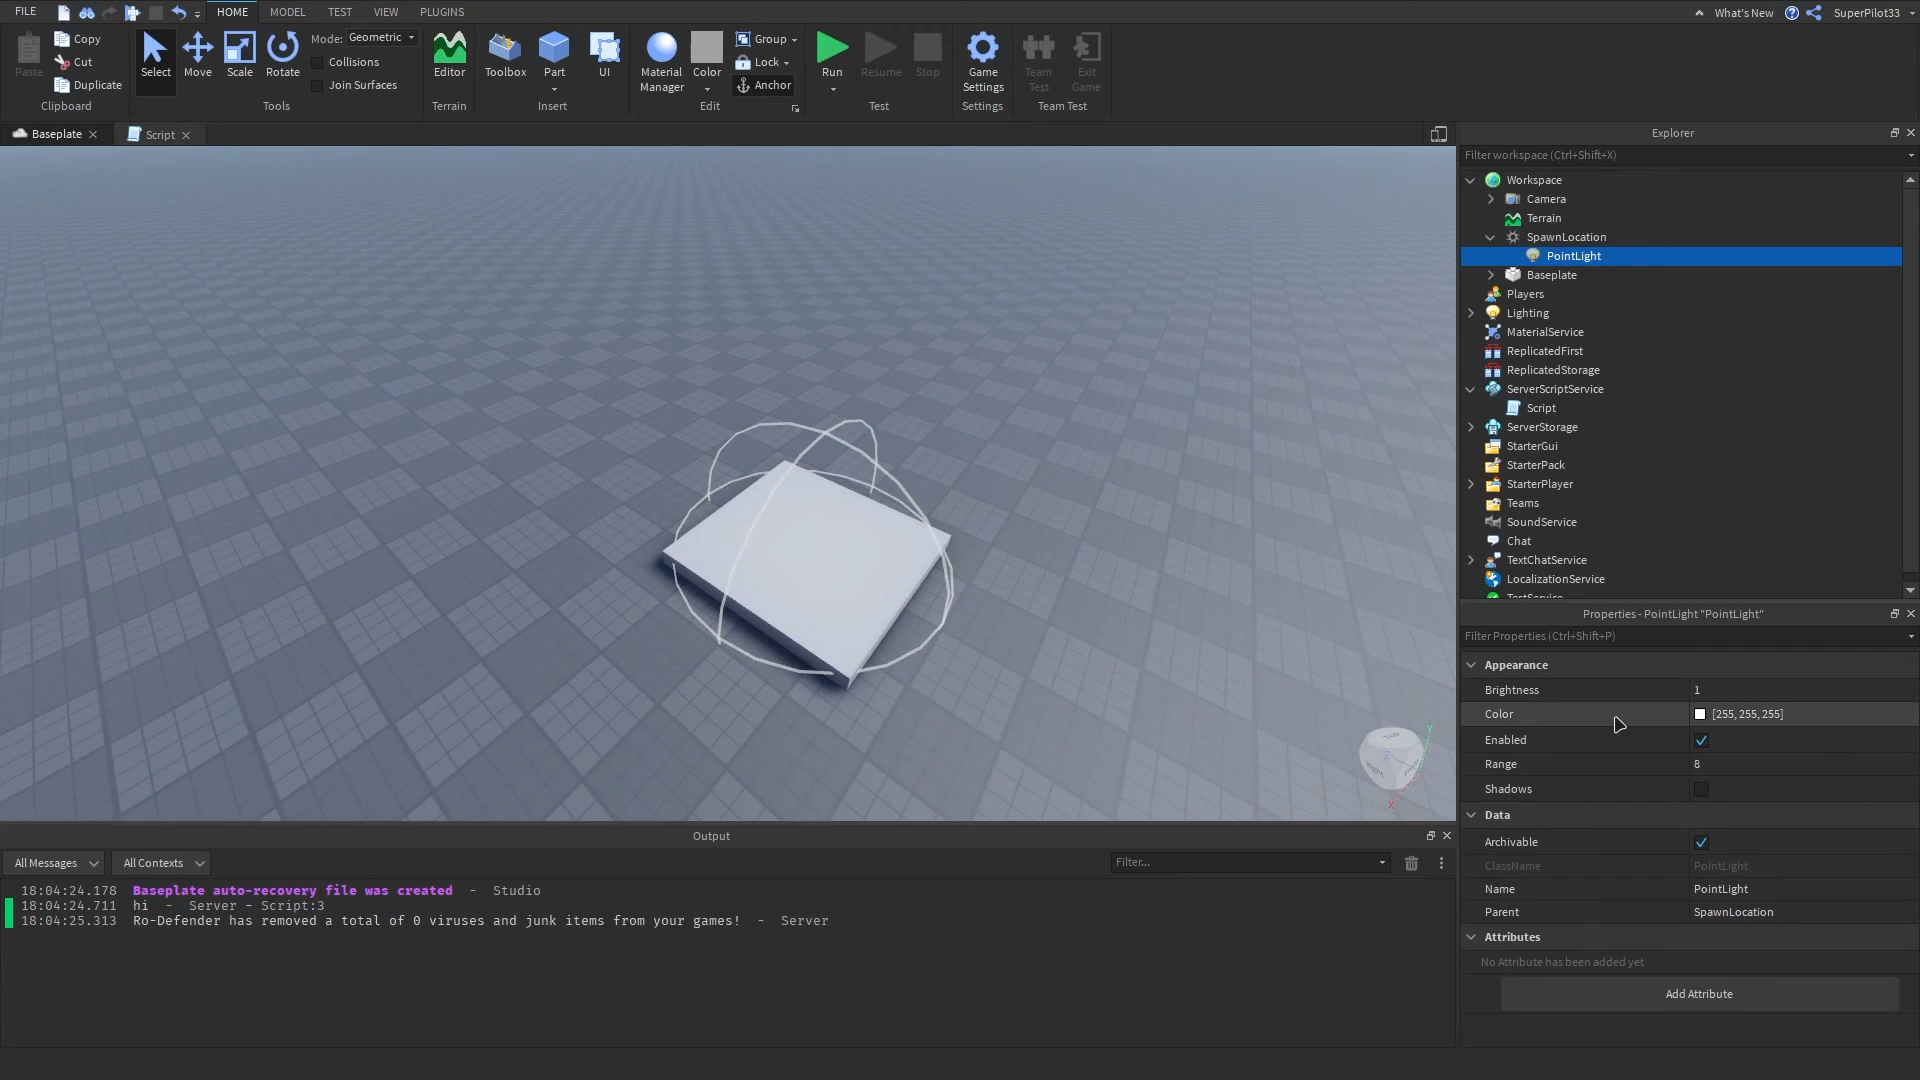 FILE HOME MODEL TEST VIEW PLUGINS What's New SuperPilot33
Paste
Copy
Cut
Duplicate
Clipboard
Select Move Scale Rotate
Mode: Geometric
Collisions
Join Surfaces
Tools
Editor
Terrain
Toolbox Part UI
Insert
Material Manager
Color
Group
Lock
Anchor
Edit
Run Resume Stop
Test
Game Settings
Settings
Team Test
Exit Game
Team Test
Baseplate Script
Explorer
Filter workspace (Ctrl+Shift+X)
Workspace
Camera
Terrain
SpawnLocation
PointLight
Baseplate
Players
Lighting
MaterialService
ReplicatedFirst
ReplicatedStorage
ServerScriptService
Script
ServerStorage
StarterGui
StarterPack
StarterPlayer
Teams
SoundService
Chat
TextChatService
LocalizationService
TestService
Properties - PointLight "PointLight"
Filter Properties (Ctrl+Shift+P)
Appearance
Brightness 1
Color [255, 255, 255]
Enabled
Range 8
Shadows
Data
Archivable
ClassName PointLight
Name PointLight
Parent SpawnLocation
Attributes
No Attribute has been added yet
Add Attribute
Right
Y
Z
X
Output
All Messages All Contexts Filter...
18:04:24.178 Baseplate auto-recovery file was created - Studio
18:04:24.711 hi - Server - Script:3
18:04:25.313 Ro-Defender has removed a total of 0 viruses and junk items from your games! - Server